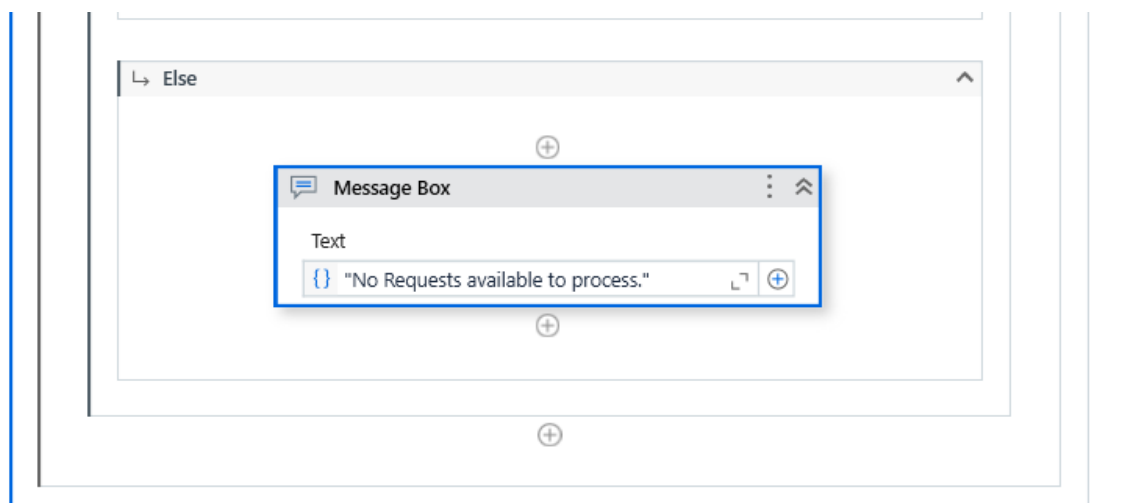 Else
Message Box
Text
{} "No Requests available to process."